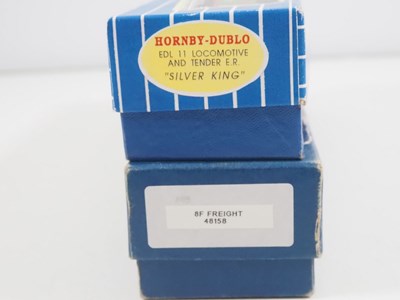 HORNBY-DUBLO
EDL 11 LOCOMOTIVE
AND TENDER E.R.
"SILVER KING"
8F FREIGHT
48158